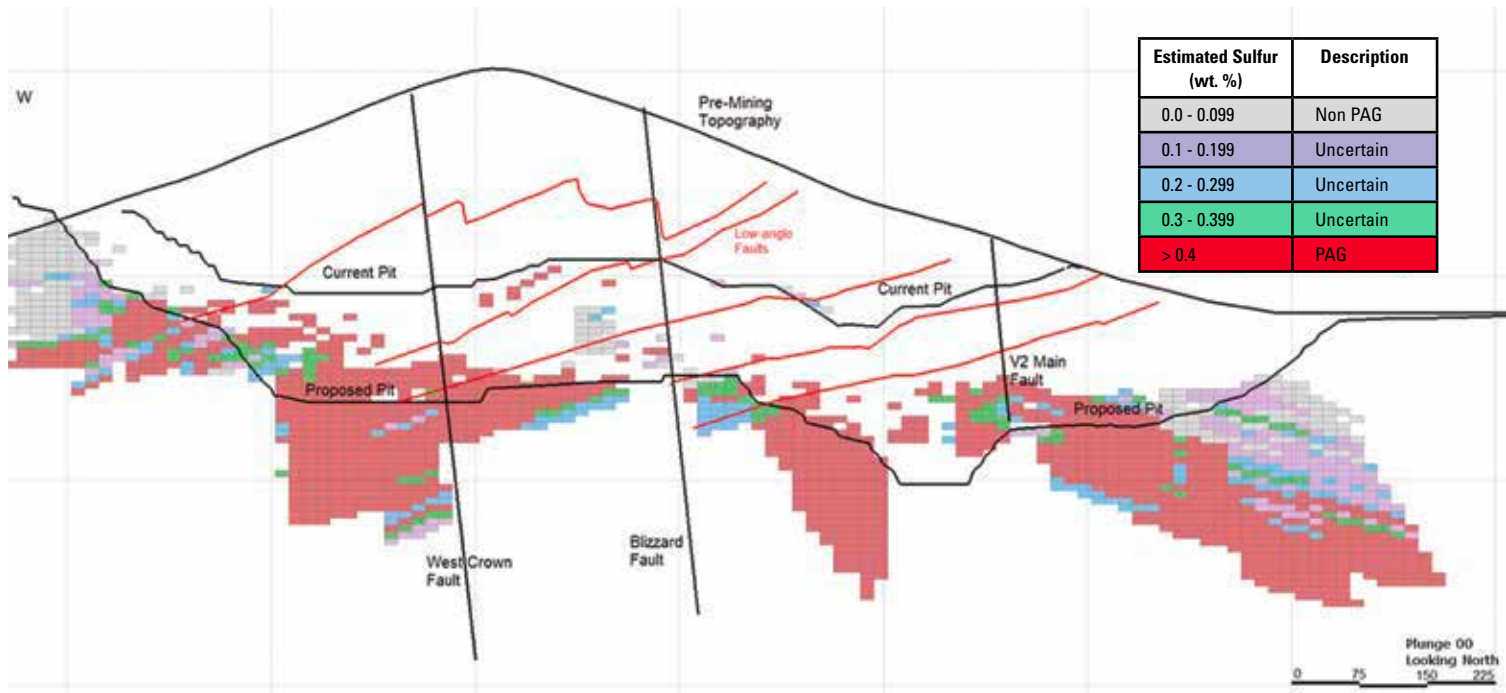 Estimated Sulfur
(wt. %)
Description
0.0 - 0.099
Non PAG
0.1 - 0.199
Uncertain
0.2 - 0.299
Uncertain
0.3 - 0.399
Uncertain
> 0.4
PAG
W
Pre-Mining
Topography
Low-angle
Faults
Current Pit
Current Pit
V2 Main
Fault
Proposed Pit
Proposed Pit
West Crown
Fault
Blizzard
Fault
Plunge 00
Looking North
0 75 150 225